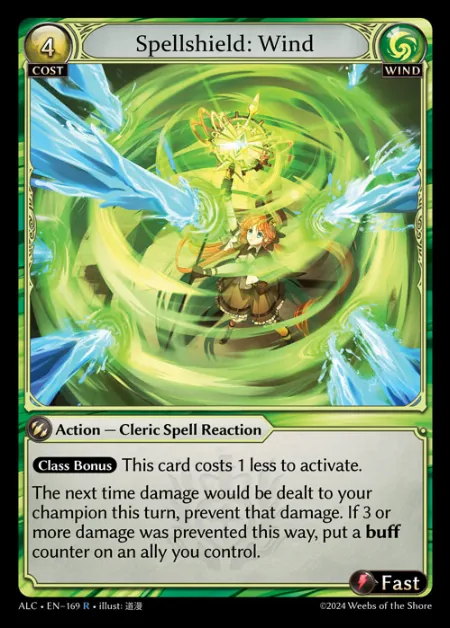 4
Spellshield: Wind
COST
WIND
Action — Cleric Spell Reaction
Class Bonus This card costs 1 less to activate.
The next time damage would be dealt to your
champion this turn, prevent that damage. If 3 or
more damage was prevented this way, put a buff
counter on an ally you control.
Fast
ALC • EN-169 R • illust: 道漫
©2024 Weebs of the Shore